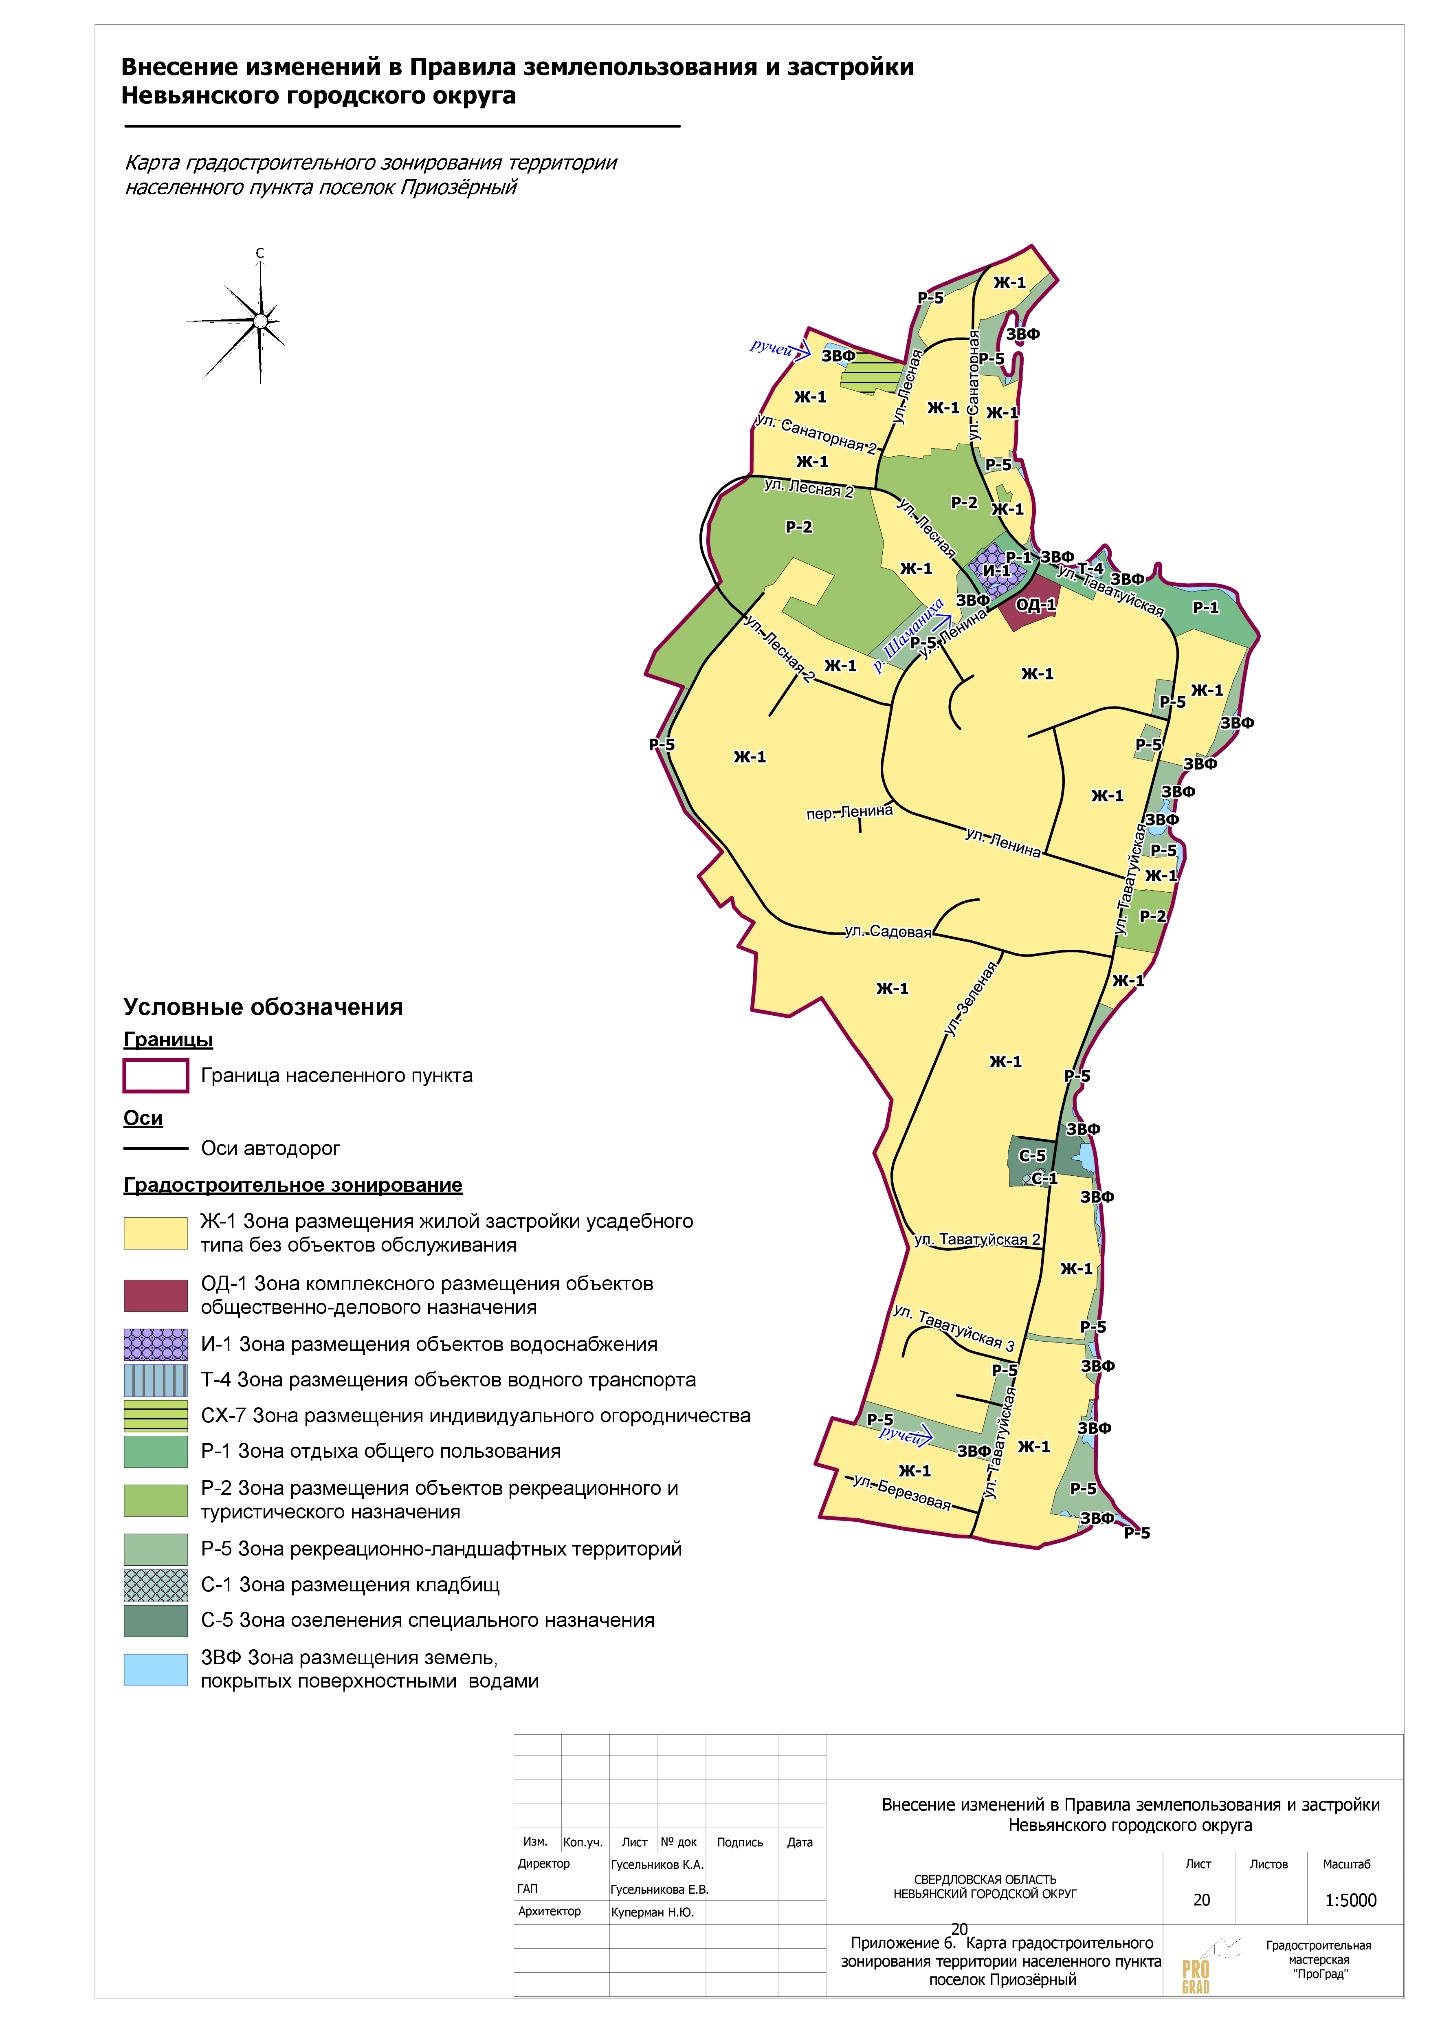 Внесение изменений в Правила землепользования и застройки
Невьянского городского округа
Карта градостроительного зонирования территории
населенного пункта поселок Приозёрный
С
Ж-1
Р-5
ЗВФ
ручей
ЗВФ
Р-5
Ж-1
ул. Лесная
Ж-1
ул. Санаторная
Ж-1
ул. Санаторная 2
Ж-1
Р-5
ул. Лесная 2
Р-2
Ж-1
Р-2
ул. Лесная
Р-1
ЗВФ
Ж-1
И-1
Т-4
ЗВФ
ул. Таватуйская
ЗВФ
ОД-1
Р-1
р. Шаманиха
Р-5
ул. Ленина
ул. Лесная 2
Ж-1
Ж-1
Ж-1
Р-5
ЗВФ
Р-5
Р-5
Ж-1
ЗВФ
ЗВФ
Ж-1
пер. Ленина
ЗВФ
ул. Ленина
Р-5
Ж-1
ул. Таватуйская
Р-2
ул. Садовая
Ж-1
Ж-1
ул. Зеленая
Ж-1
Р-5
ЗВФ
С-5
С-1
ЗВФ
ул. Таватуйская 2
Ж-1
ул. Таватуйская 3
Р-5
ЗВФ
Р-5
Р-5
ручей
ЗВФ
ул. Таватуйская
ЗВФ
Ж-1
Ж-1
ул. Березовая
Р-5
ЗВФ
Р-5
Условные обозначения
Границы
Граница населенного пункта
Оси
Оси автодорог
Градостроительное зонирование
Ж-1 Зона размещения жилой застройки усадебного
типа без объектов обслуживания
ОД-1 Зона комплексного размещения объектов
общественно-делового назначения
И-1 Зона размещения объектов водоснабжения
Т-4 Зона размещения объектов водного транспорта
СХ-7 Зона размещения индивидуального огородничества
Р-1 Зона отдыха общего пользования
Р-2 Зона размещения объектов рекреационного и
туристического назначения
Р-5 Зона рекреационно-ландшафтных территорий
С-1 Зона размещения кладбищ
С-5 Зона озеленения специального назначения
ЗВФ Зона размещения земель,
покрытых поверхностными водами
Внесение изменений в Правила землепользования и застройки
Невьянского городского округа
Изм. Коп.уч. Лист № док Подпись Дата
Директор Гусельников К.А.
ГАП Гусельникова Е.В.
Архитектор Куперман Н.Ю.
СВЕРДЛОВСКАЯ ОБЛАСТЬ
НЕВЬЯНСКИЙ ГОРОДСКОЙ ОКРУГ
Лист Листов Масштаб
20 1:5000
20
Приложение 6. Карта градостроительного
зонирования территории населенного пункта
поселок Приозёрный
PRO
GRAD
Градостроительная
мастерская
"ПроГрад"